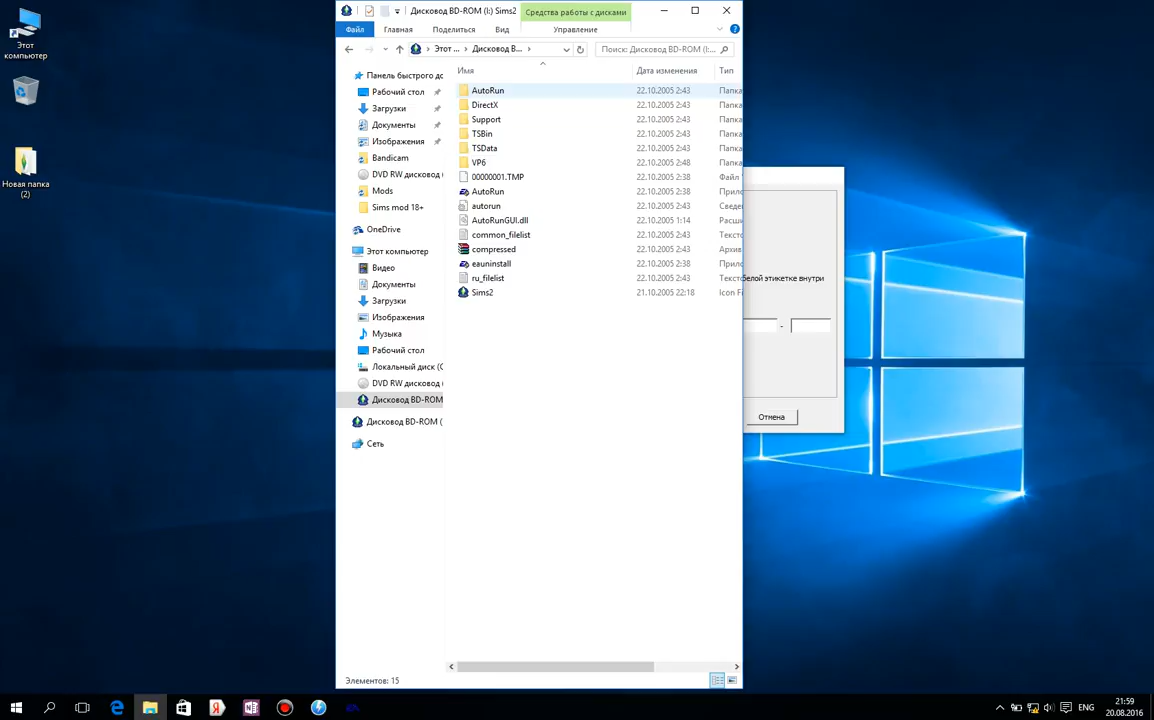 Этот
компьютер
Новая папка
(2)
Дисковод BD-ROM (I:) Sims2
Средства работы с дисками
Файл
Главная
Поделиться
Вид
Управление
Этот ...
Дисковод В...
Поиск: Дисковод BD-ROM (I:...
Панель быстрого до
Рабочий стол
Загрузки
Документы
Изображения
Bandicam
DVD RW дисковод (
Mods
Sims mod 18+
OneDrive
Этот компьютер
Видео
Документы
Загрузки
Изображения
Музыка
Рабочий стол
Локальный диск (C
DVD RW дисковод (
Дисковод BD-ROM
Дисковод BD-ROM (
Сеть
Имя Дата изменения Тип
AutoRun 22.10.2005 2:43 Папка
DirectX 22.10.2005 2:43 Папка
Support 22.10.2005 2:43 Папка
TSBin 22.10.2005 2:43 Папка
TSData 22.10.2005 2:43 Папка
VP6 22.10.2005 2:48 Папка
00000001.TMP 22.10.2005 2:38 Файл
AutoRun 22.10.2005 2:38 Прило
autorun 22.10.2005 2:43 Сведе
AutoRunGUI.dll 22.10.2005 1:14 Расши
common_filelist 22.10.2005 2:43 Тексто
compressed 22.10.2005 2:43 Архив
eauninstall 22.10.2005 2:38 Прило
ru_filelist 22.10.2005 2:43 Тексто
Sims2 21.10.2005 22:18 Icon Fi
белой этикетке внутри
-
Отмена
Элементов: 15
ENG
21:59
20.08.2016